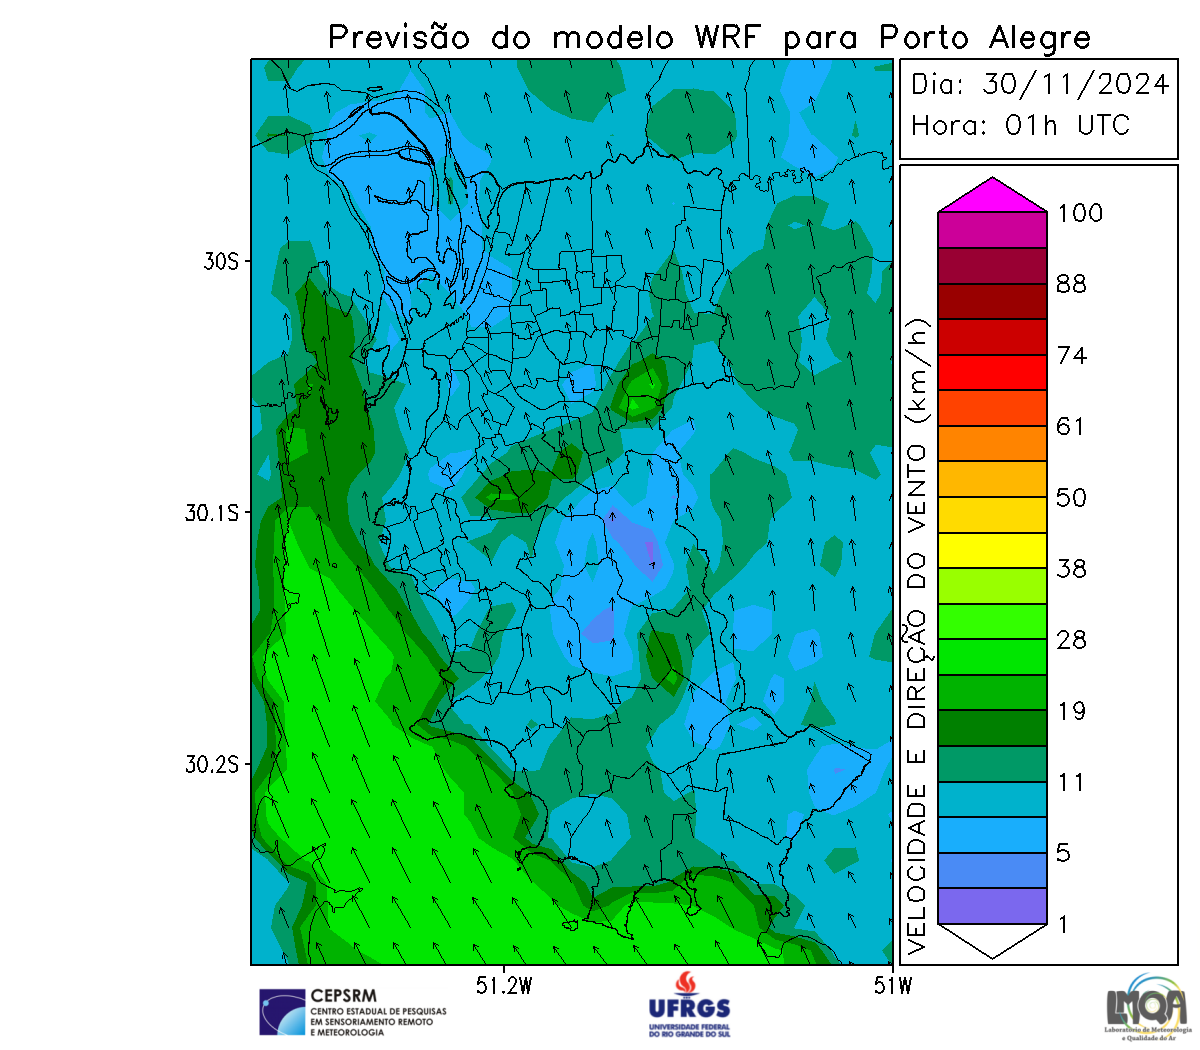 Previsão do modelo WRF para Porto Alegre
Dia: 30/11/2024
Hora: 01h UTC
30S
30.1S
30.2S
51.2W
51W
VELOCIDADE E DIREÇÃO DO VENTO (km/h)
100
88
74
61
50
38
28
19
11
5
1
CEPSRM
CENTRO ESTADUAL DE PESQUISAS
EM SENSORIAMENTO REMOTO
E METEOROLOGIA
UFRGS
UNIVERSIDADE FEDERAL
DO RIO GRANDE DO SUL
LMQA
Laboratório de Meteorologia
e Qualidade do Ar